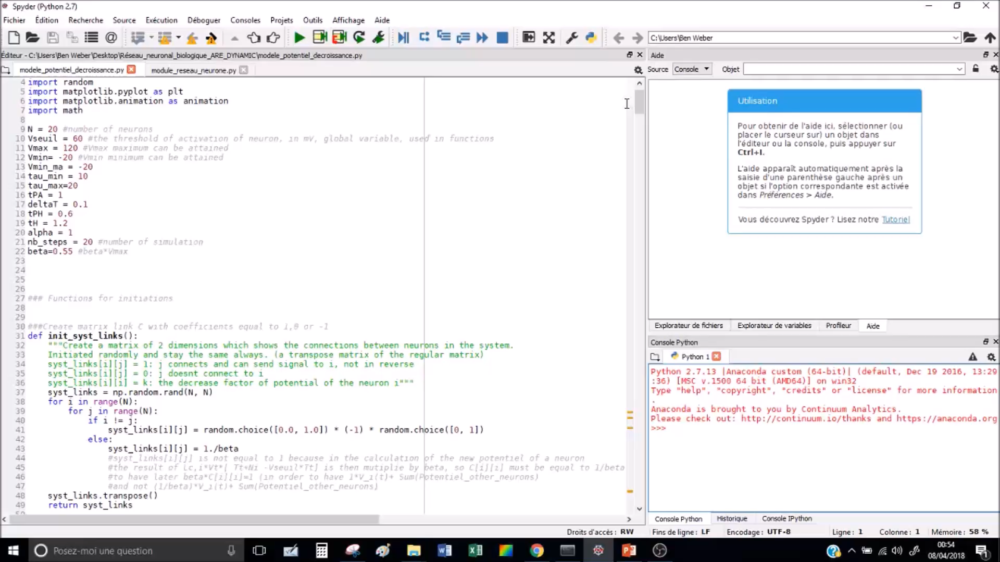 Spyder (Python 2.7)
Fichier Édition Recherche Source Exécution Déboguer Consoles Projets Outils Affichage Aide
C:\Users\Ben Weber
Éditeur - C:\Users\Ben Weber\Desktop\Réseau_neuronal_biologique_ARE_DYNAMIC\modele_potentiel_decroissance.py
modele_potentiel_decroissance.py
module_reseau_neurone.py
4 import random
5 import matplotlib.pyplot as plt
6 import matplotlib.animation as animation
7 import math
8
9 N = 20 #number of neurons
10 Vseuil = 60 #the threshold of activation of neuron, in mV, global variable, used in functions
11 Vmax = 120 #Vmax maximum can be attained
12 Vmin= -20 #Vmin minimum can be attained
13 Vmin_ma = -20
14 tau_min = 10
15 tau_max=20
16 tPA = 1
17 deltaT = 0.1
18 tPH = 0.6
19 tH = 1.2
20 alpha = 1
21 nb_steps = 20 #number of simulation
22 beta=0.55 #beta*Vmax
23
24
25
26
27 ### Functions for initiations
28
29
30 ###Create matrix link C with coefficients equal to 1,0 or -1
31 def init_syst_links():
32 """Create a matrix of 2 dimensions which shows the connections between neurons in the system.
33 Initiated randomly and stay the same always. (a transpose matrix of the regular matrix)
34 syst_links[i][j] = 1: j connects and can send signal to i, not in reverse
35 syst_links[i][j] = 0: j doesnt connect to i
36 syst_links[i][i] = k: the decrease factor of potential of the neuron i"""
37 syst_links = np.random.rand(N, N)
38 for i in range(N):
39 for j in range(N):
40 if i != j:
41 syst_links[i][j] = random.choice([0.0, 1.0]) * (-1) * random.choice([0, 1])
42 else:
43 syst_links[i][j] = 1./beta
44 #syst_links[i][j] is not equal to 1 because in the calculation of the new potentiel of a neuron
45 #the result of Lc,i*Vt*[ Tt+Ni -Vseuil*Tt] is then mutiplie by beta, so C[i][i] must be equal to 1/beta
46 #to have later beta*C[i][i]=1 (in order to have 1*V_i(t)+ Sum(Potentiel_other_neurons)
47 #and not (1/beta)*V_i(t)+ Sum(Potentiel_other_neurons)
48 syst_links.transpose()
49 return syst_links
Droits d'accès : RW
Aide
Source Console Objet
Utilisation
Pour obtenir de l'aide ici, sélectionner (ou
placer le curseur sur) un objet dans
l'éditeur ou la console, puis appuyer sur
Ctrl+I.
L'aide apparaît automatiquement après la
saisie d'une parenthèse gauche après un
objet si l'option correspondante est activée
dans Préférences > Aide.
Vous découvrez Spyder ? Lisez notre Tutoriel
Explorateur de fichiers Explorateur de variables Profileur Aide
Console Python
Python 1
Python 2.7.13 |Anaconda custom (64-bit)| (default, Dec 19 2016, 13:29
:36) [MSC v.1500 64 bit (AMD64)] on win32
Type "help", "copyright", "credits" or "license" for more information
.
Anaconda is brought to you by Continuum Analytics.
Please check out: http://continuum.io/thanks and https://anaconda.org
>>>
Console Python Historique Console IPython
Fins de ligne : LF Encodage : UTF-8 Ligne : 1 Colonne : 1 Mémoire : 58 %
Posez-moi une question
00:54
08/04/2018